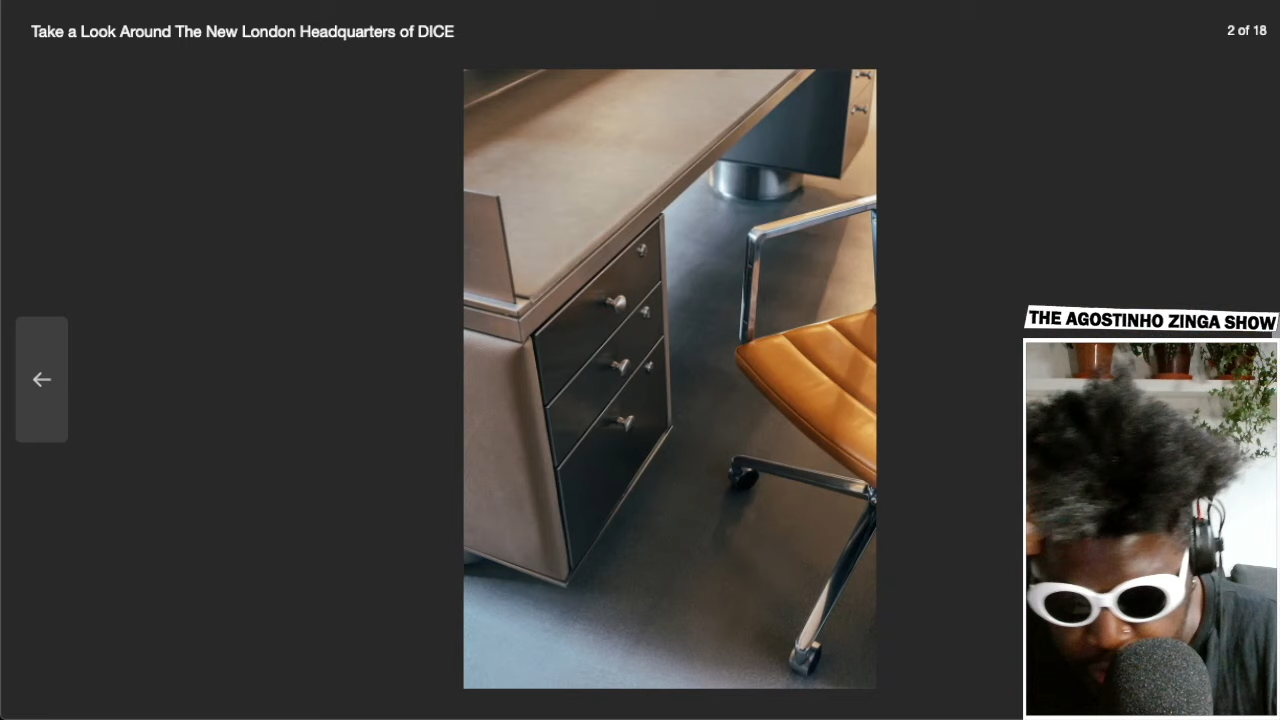 Take a Look Around The New London Headquarters of DICE
2 of 18
THE AGOSTINHO ZINGA SHOW